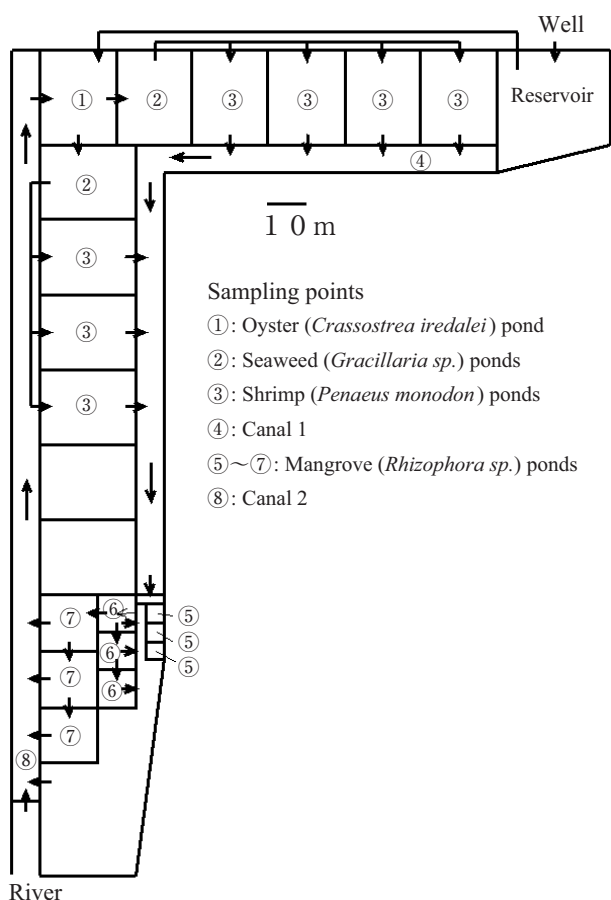 Well
Reservoir
① ② ③ ③ ③ ③
④
②
③
③
③
１０m
Sampling points
①: Oyster (Crassostrea iredalei) pond
②: Seaweed (Gracillaria sp.) ponds
③: Shrimp (Penaeus monodon) ponds
④: Canal 1
⑤～⑦: Mangrove (Rhizophora sp.) ponds
⑧: Canal 2
⑦ ⑥ ⑤
⑤
⑦ ⑥ ⑤
⑥
⑦
⑧
River